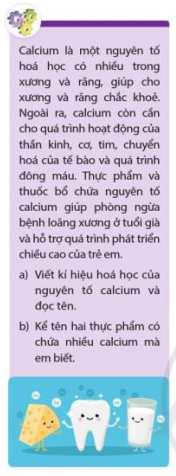 Calcium là một nguyên tố
hoá học có nhiều trong
xương và răng, giúp cho
xương và răng chắc khoẻ.
Ngoài ra, calcium còn cần
cho quá trình hoạt động của
thần kinh, cơ, tim, chuyển
hoá của tế bào và quá trình
đông máu. Thực phẩm và
thuốc bổ chứa nguyên tố
calcium giúp phòng ngừa
bệnh loãng xương ở tuổi già
và hỗ trợ quá trình phát triển
chiều cao của trẻ em.
a) Viết kí hiệu hoá học của
nguyên tố calcium và
đọc tên.
b) Kể tên hai thực phẩm có
chứa nhiều calcium mà
em biết.